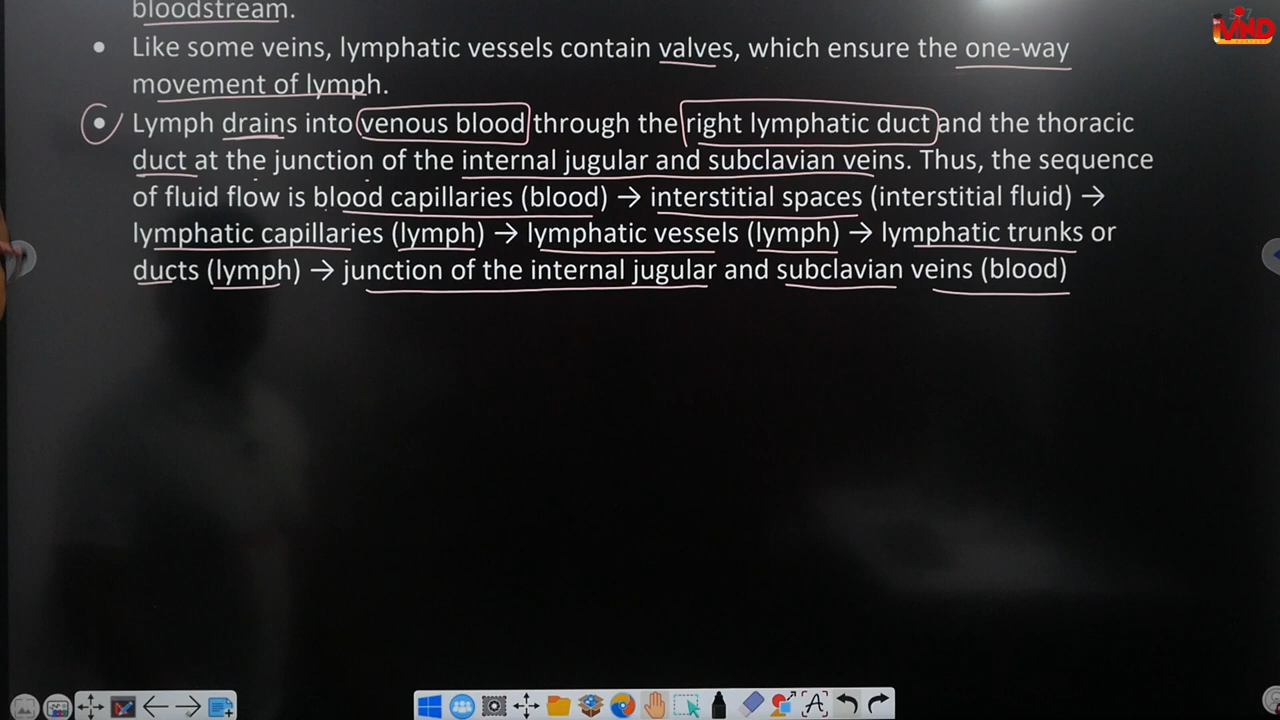 bloodstream.
• Like some veins, lymphatic vessels contain valves, which ensure the one-way
movement of lymph.
• Lymph drains into venous blood through the right lymphatic duct and the thoracic
duct at the junction of the internal jugular and subclavian veins. Thus, the sequence
of fluid flow is blood capillaries (blood) → interstitial spaces (interstitial fluid) →
lymphatic capillaries (lymph) → lymphatic vessels (lymph) → lymphatic trunks or
ducts (lymph) → junction of the internal jugular and subclavian veins (blood)